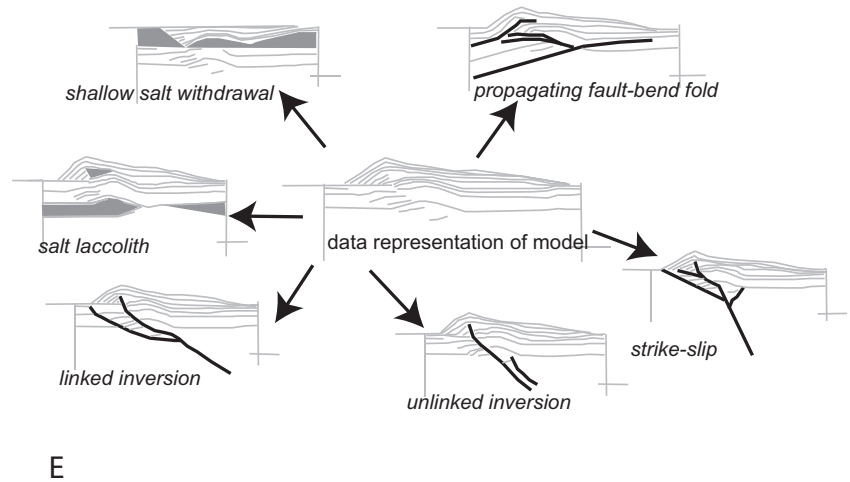 shallow salt withdrawal
propagating fault-bend fold
salt laccolith
data representation of model
strike-slip
linked inversion
unlinked inversion
E